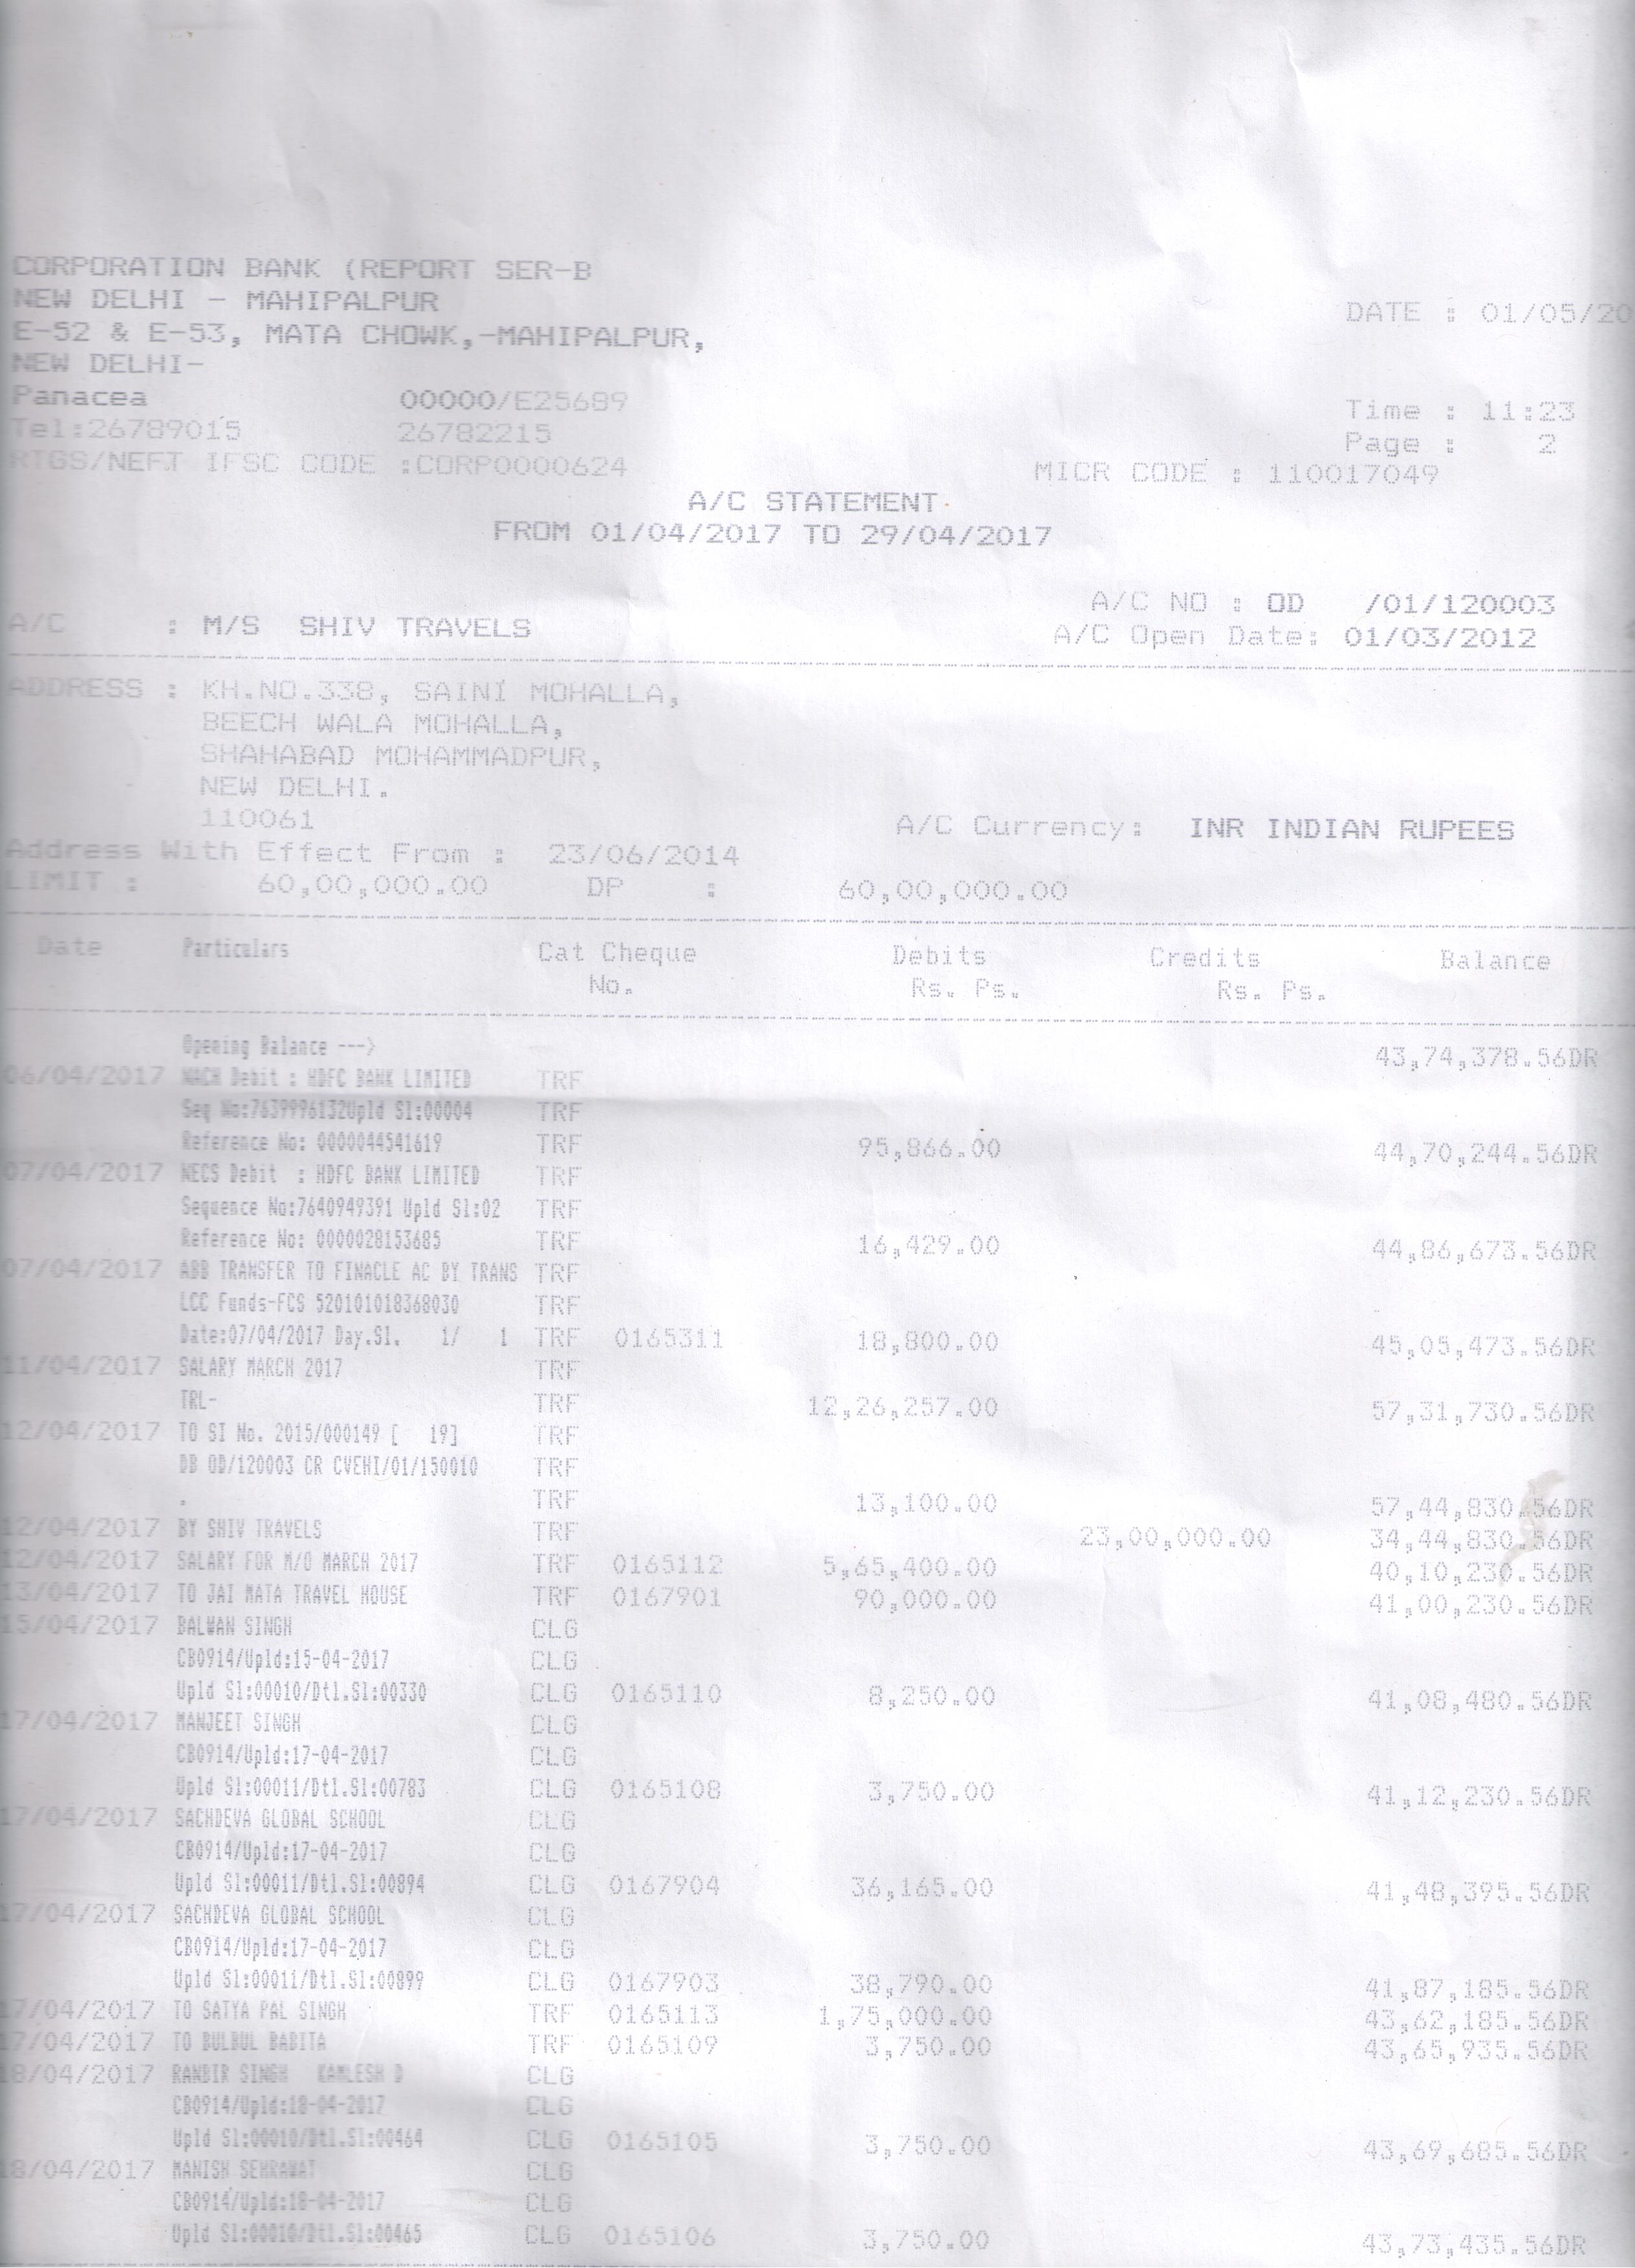 CORPORATION BANK (REPORT SER-B
NEW DELHI - MAHIPALPUR
DATE : 01/05/20
E-52 & E-53, MATA CHOWK,-MAHIPALPUR,
NEW DELHI-
Panacea 00000/E25689
Time : 11:23
Tel:26789015 26782215
Page : 2
RTGS/NEFT IFSC CODE :CORP0000624
MICR CODE : 110017049
A/C STATEMENT
FROM 01/04/2017 TO 29/04/2017
A/C NO : OD /01/120003
A/C : M/S SHIV TRAVELS
A/C Open Date: 01/03/2012
ADDRESS : KH.NO.338, SAINI MOHALLA,
BEECH WALA MOHALLA,
SHAHABAD MOHAMMADPUR,
NEW DELHI.
110061
A/C Currency: INR INDIAN RUPEES
Address With Effect From : 23/06/2014
LIMIT : 60,00,000.00 DP : 60,00,000.00
Date Particulars Cat Cheque Debits Credits Balance
No. Rs. Ps. Rs. Ps.
Opening Balance ---> 43,74,378.56DR
06/04/2017 NACH Debit : HDFC BANK LIMITED TRF
Seq No:7639996132Upld Sl:00004 TRF
Reference No: 0000044541619 TRF 95,866.00 44,70,244.56DR
07/04/2017 NECS Debit : HDFC BANK LIMITED TRF
Sequence No:7640949391 Upld Sl:02 TRF
Reference No: 0000028153685 TRF 16,429.00 44,86,673.56DR
07/04/2017 ABB TRANSFER TO FINACLE AC BY TRANS TRF
LCC Funds-FCS 520101018368030 TRF
Date:07/04/2017 Day.Sl. 1/ 1 TRF 0165311 18,800.00 45,05,473.56DR
11/04/2017 SALARY MARCH 2017 TRF
TRL- TRF 12,26,257.00 57,31,730.56DR
12/04/2017 TO SI No. 2015/000149 [ 19] TRF
DB OD/120003 CR CVEHI/01/150010 TRF
. TRF 13,100.00 57,44,830.56DR
12/04/2017 BY SHIV TRAVELS TRF 23,00,000.00 34,44,830.56DR
12/04/2017 SALARY FOR M/O MARCH 2017 TRF 0165112 5,65,400.00 40,10,230.56DR
13/04/2017 TO JAI MATA TRAVEL HOUSE TRF 0167901 90,000.00 41,00,230.56DR
15/04/2017 BALWAN SINGH CLG
CB0914/Upld:15-04-2017 CLG
Upld Sl:00010/Dtl.Sl:00330 CLG 0165110 8,250.00 41,08,480.56DR
17/04/2017 MANJEET SINGH CLG
CB0914/Upld:17-04-2017 CLG
Upld Sl:00011/Dtl.Sl:00783 CLG 0165108 3,750.00 41,12,230.56DR
17/04/2017 SACHDEVA GLOBAL SCHOOL CLG
CB0914/Upld:17-04-2017 CLG
Upld Sl:00011/Dtl.Sl:00894 CLG 0167904 36,165.00 41,48,395.56DR
17/04/2017 SACHDEVA GLOBAL SCHOOL CLG
CB0914/Upld:17-04-2017 CLG
Upld Sl:00011/Dtl.Sl:00899 CLG 0167903 38,790.00 41,87,185.56DR
17/04/2017 TO SATYA PAL SINGH TRF 0165113 1,75,000.00 43,62,185.56DR
17/04/2017 TO BULBUL BABITA TRF 0165109 3,750.00 43,65,935.56DR
18/04/2017 RANBIR SINGH KAMLESH D CLG
CB0914/Upld:18-04-2017 CLG
Upld Sl:00010/Dtl.Sl:00464 CLG 0165105 3,750.00 43,69,685.56DR
18/04/2017 MANISH SEHRAWAT CLG
CB0914/Upld:18-04-2017 CLG
Upld Sl:00010/Dtl.Sl:00465 CLG 0165106 3,750.00 43,73,435.56DR